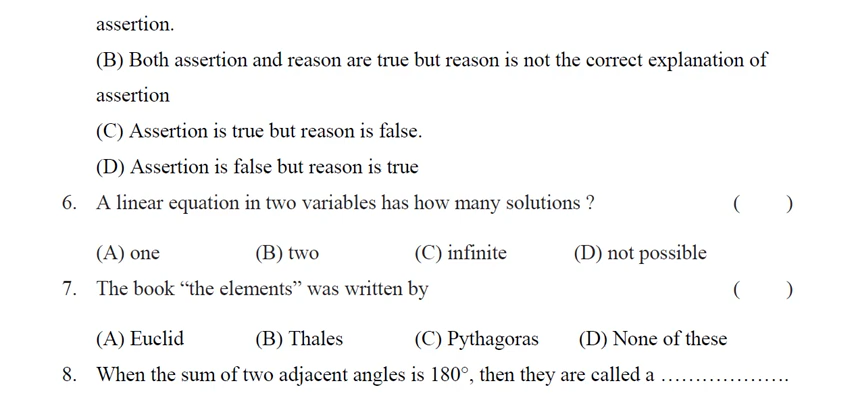 assertion.
(B) Both assertion and reason are true but reason is not the correct explanation of
assertion
(C) Assertion is true but reason is false.
(D) Assertion is false but reason is true
6. A linear equation in two variables has how many solutions ? ( )
(A) one (B) two (C) infinite (D) not possible
7. The book “the elements” was written by ( )
(A) Euclid (B) Thales (C) Pythagoras (D) None of these
8. When the sum of two adjacent angles is 180°, then they are called a ...................